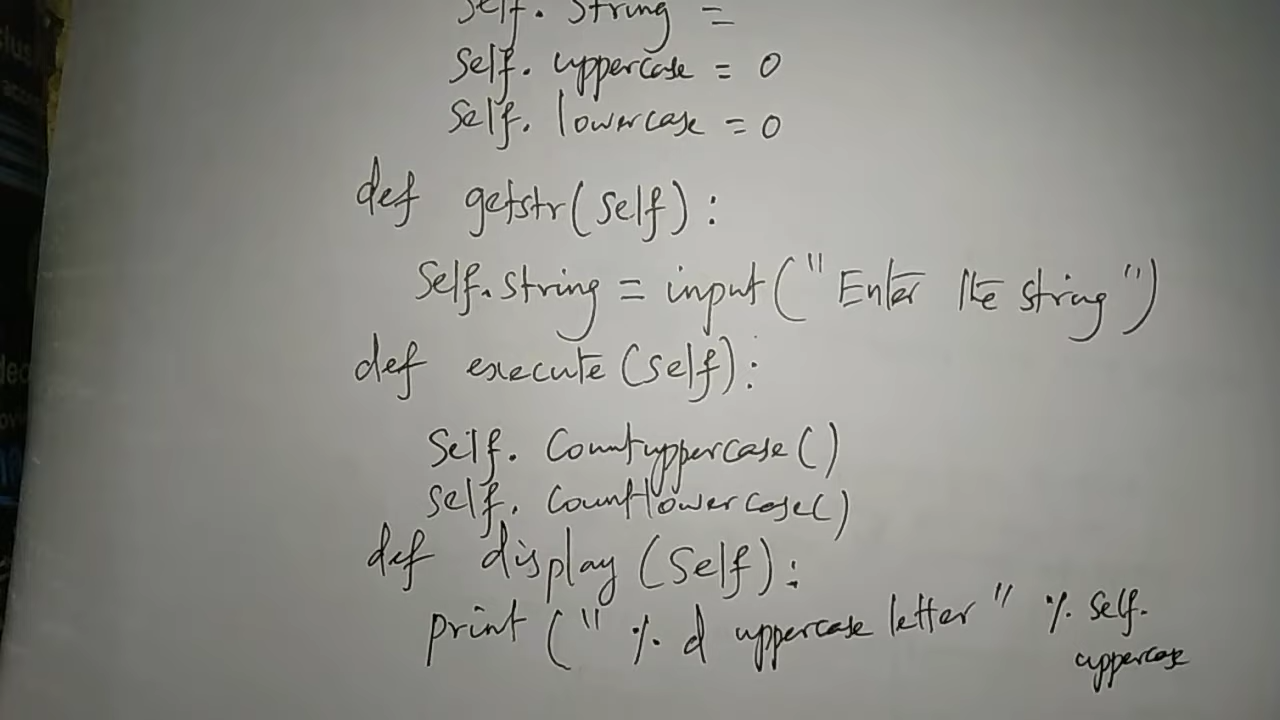 self. String =
Self. uppercase = 0
Self. lowercase = 0
def getstr(self):
Self.string = input("Enter the string")
def execute (self):
Self. Countuppercase()
self. Countlowercase()
def display (Self):
print (" %d uppercase letter" % self.
uppercase